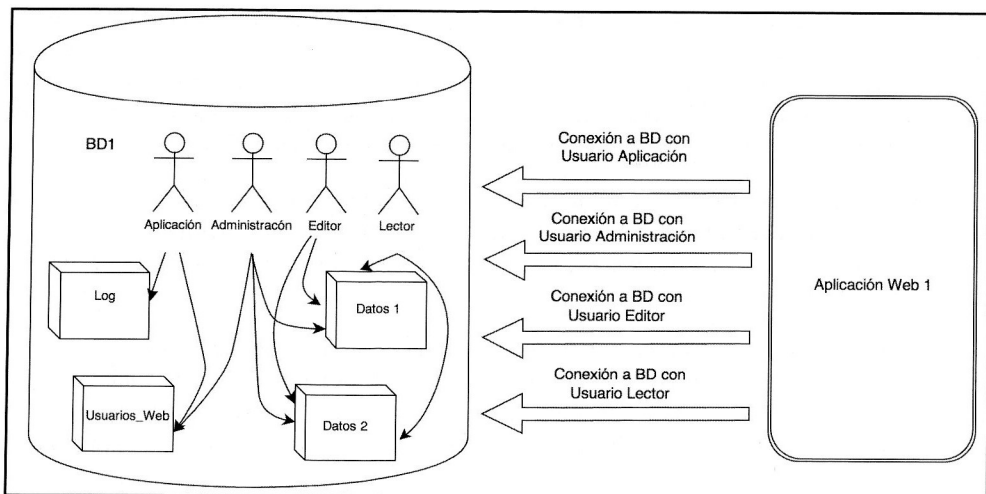 BD1
Aplicación
Administracón
Editor
Lector
Log
Datos 1
Usuarios_Web
Datos 2
Conexión a BD con
Usuario Aplicación
Conexión a BD con
Usuario Administración
Conexión a BD con
Usuario Editor
Conexión a BD con
Usuario Lector
Aplicación Web 1